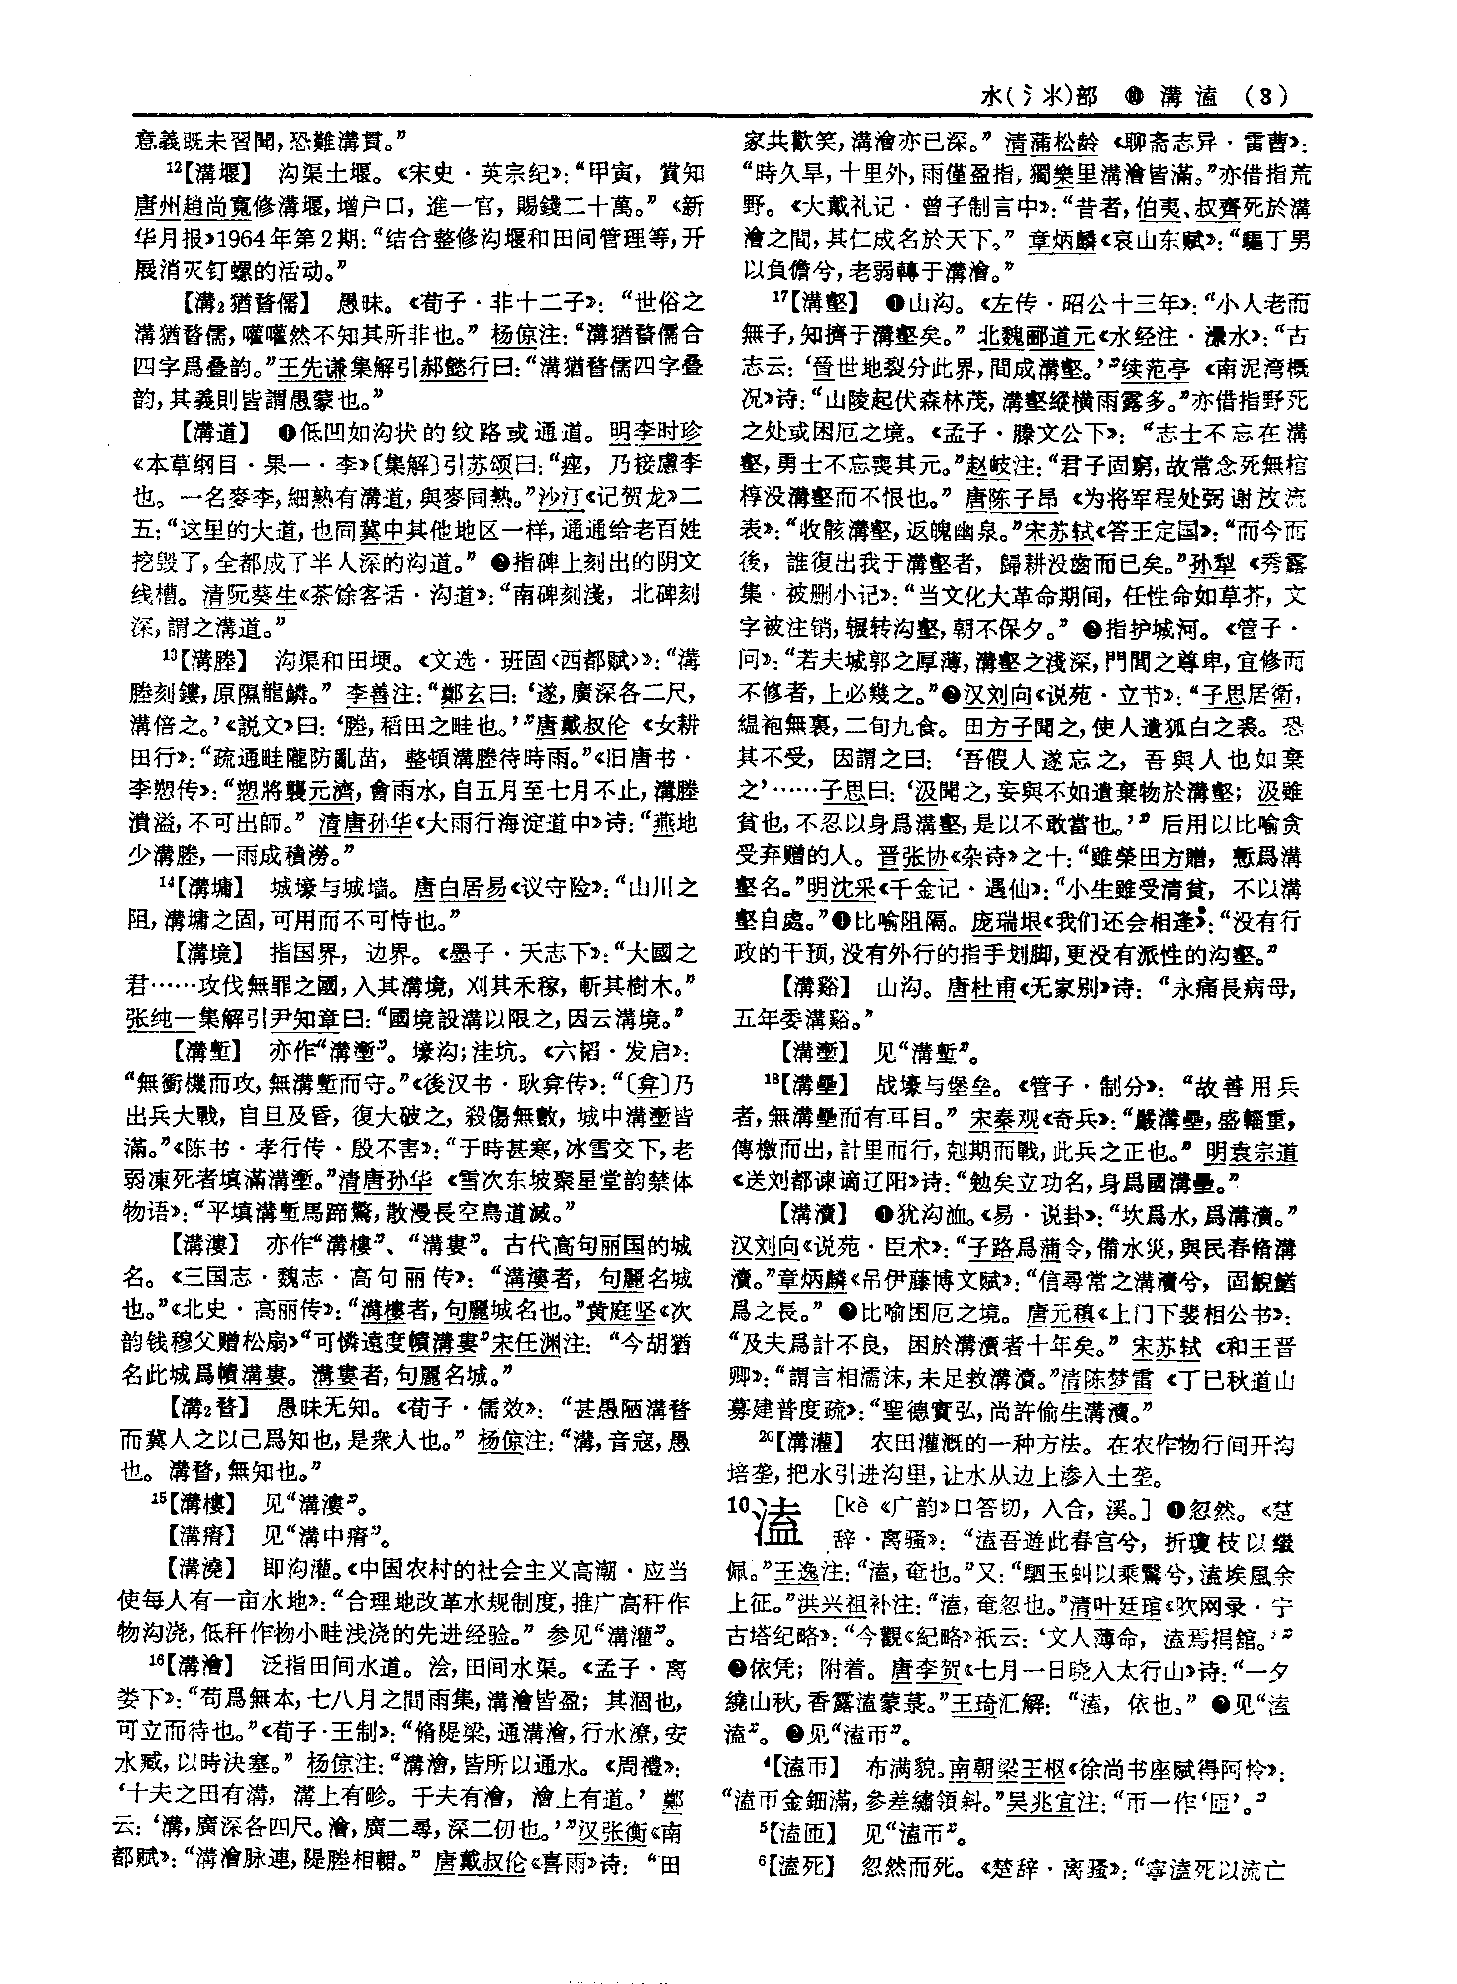 水(氵氺)部 ⑩ 溝 溘 (8)
意義既未習聞,恐難溝貫。”
12【溝堰】 沟渠土堰。《宋史·英宗纪》:“甲寅，賞知
唐州趙尚寬修溝堰,增户口，進一官，賜錢二十萬。”《新
华月报》1964年第2期:“结合整修沟堰和田间管理等,开
展消灭钉螺的活动。”
【溝2猶瞀儒】 愚昧。《荀子·非十二子》:“世俗之
溝猶瞀儒,嚾嚾然不知其所非也。”杨倞注:“溝猶瞀儒合
四字爲叠韵。”王先谦集解引郝懿行曰:“溝猶瞀儒四字叠
韵,其義則皆謂愚蒙也。”
【溝道】 ❶低凹如沟状的纹路或通道。明李时珍
《本草纲目·果一·李》〔集解〕引苏颂曰:“痤，乃接慮李
也。一名麥李,細熟有溝道,與麥同熟。”沙汀《记贺龙》二
五:“这里的大道,也同冀中其他地区一样,通通给老百姓
挖毁了,全都成了半人深的沟道。”❷指碑上刻出的阴文
线槽。清阮葵生《茶馀客话·沟道》:“南碑刻淺，北碑刻
深,謂之溝道。”
13【溝塍】 沟渠和田埂。《文选·班固〈西都赋〉》:“溝
塍刻鏤,原隰龍鱗。”李善注:“鄭玄曰:‘遂,廣深各二尺,
溝倍之。’《説文》曰:‘塍,稻田之畦也。’”唐戴叔伦《女耕
田行》:“疏通畦隴防亂苗，整頓溝塍待時雨。”《旧唐书·
李愬传》:“愬將襲元濟,會雨水,自五月至七月不止,溝塍
潰溢,不可出師。”清唐孙华《大雨行海淀道中》诗:“燕地
少溝塍,一雨成積澇。”
14【溝墉】 城壕与城墙。唐白居易《议守险》:“山川之
阻,溝墉之固,可用而不可恃也。”
【溝境】 指国界，边界。《墨子·天志下》:“大國之
君……攻伐無罪之國,入其溝境，刈其禾稼，斬其樹木。”
张纯一集解引尹知章曰:“國境設溝以限之,因云溝境。”
【溝塹】 亦作“溝壍”。壕沟;洼坑。《六韬·发启》:
“無衝機而攻,無溝塹而守。”《後汉书·耿弇传》:“〔弇〕乃
出兵大戰，自旦及昏，復大破之，殺傷無數，城中溝壍皆
滿。”《陈书·孝行传·殷不害》:“于時甚寒,冰雪交下,老
弱凍死者填滿溝壍。”清唐孙华《雪次东坡聚星堂韵禁体
物语》:“平填溝塹馬蹄驚,散漫長空鳥道滅。”
【溝漊】 亦作“溝樓”、“溝婁”。古代高句丽国的城
名。《三国志·魏志·高句丽传》:“溝漊者，句麗名城
也。”《北史·高丽传》:“溝樓者,句麗城名也。”黄庭坚《次
韵钱穆父赠松扇》“可憐遠度幘溝婁”宋任渊注:“今胡猶
名此城爲幘溝婁。溝婁者,句麗名城。”
【溝2瞀】 愚昧无知。《荀子·儒效》:“甚愚陋溝瞀
而冀人之以己爲知也,是衆人也。”杨倞注:“溝,音寇,愚
也。溝瞀,無知也。”
15【溝樓】 见“溝漊”。
【溝瘠】 见“溝中瘠”。
【溝澆】 即沟灌。《中国农村的社会主义高潮·应当
使每人有一亩水地》:“合理地改革水规制度,推广高秆作
物沟浇,低秆作物小畦浅浇的先进经验。”参见“溝灌”。
16【溝澮】 泛指田间水道。浍,田间水渠。《孟子·离
娄下》:“苟爲無本,七八月之間雨集,溝澮皆盈；其涸也,
可立而待也。”《荀子·王制》:“脩隄梁,通溝澮,行水潦,安
水臧,以時決塞。”杨倞注:“溝澮,皆所以通水。《周禮》:
‘十夫之田有溝，溝上有畛。千夫有澮，澮上有道。’鄭
云:‘溝,廣深各四尺。澮,廣二尋,深二仞也。’”汉张衡《南
都赋》:“溝澮脉連,隄塍相輑。”唐戴叔伦《喜雨》诗:“田
家共歡笑,溝澮亦已深。”清蒲松龄《聊斋志异·雷曹》:
“時久旱,十里外,雨僅盈指,獨樂里溝澮皆滿。”亦借指荒
野。《大戴礼记·曾子制言中》:“昔者,伯夷、叔齊死於溝
澮之間,其仁成名於天下。”章炳麟《哀山东赋》:“驅丁男
以負儋兮,老弱轉于溝澮。”
17【溝壑】 ❶山沟。《左传·昭公十三年》:“小人老而
無子,知擠于溝壑矣。”北魏郦道元《水经注·㶟水》:“古
志云:‘晉世地裂分此界,間成溝壑。’”续范亭《南泥湾概
况》诗:“山陵起伏森林茂,溝壑縱横雨露多。”亦借指野死
之处或困厄之境。《孟子·滕文公下》:“志士不忘在溝
壑,勇士不忘喪其元。”赵岐注:“君子固窮,故常念死無棺
椁没溝壑而不恨也。”唐陈子昂《为将军程处弼谢放流
表》:“收骸溝壑,返魄幽泉。”宋苏轼《答王定国》:“而今而
後，誰復出我于溝壑者，歸耕没齒而已矣。”孙犁《秀露
集·被删小记》:“当文化大革命期间，任性命如草芥，文
字被注销,辗转沟壑,朝不保夕。”❷指护城河。《管子·
问》:“若夫城郭之厚薄,溝壑之淺深,門閭之尊卑,宜修而
不修者,上必幾之。”❸汉刘向《说苑·立节》:“子思居衛,
緼袍無裏,二旬九食。田方子聞之,使人遺狐白之裘。恐
其不受，因謂之曰:‘吾假人遂忘之，吾與人也如棄
之’……子思曰:‘汲聞之,妄與不如遺棄物於溝壑；汲雖
貧也,不忍以身爲溝壑,是以不敢當也。’”后用以比喻贪
受弃赠的人。晋张协《杂诗》之十:“雖榮田方贈，慙爲溝
壑名。”明沈采《千金记·遇仙》:“小生雖受清貧，不以溝
壑自處。”❹比喻阻隔。庞瑞垠《我们还会相逢》:“没有行
政的干预,没有外行的指手划脚,更没有派性的沟壑。”
【溝谿】 山沟。唐杜甫《无家别》诗:“永痛長病母,
五年委溝谿。”
【溝壍】 见“溝塹”。
18【溝壘】 战壕与堡垒。《管子·制分》:“故善用兵
者,無溝壘而有耳目。”宋秦观《奇兵》:“嚴溝壘,盛輜重,
傳檄而出,計里而行,剋期而戰,此兵之正也。”明袁宗道
《送刘都谏谪辽阳》诗:“勉矣立功名,身爲國溝壘。”
【溝瀆】 ❶犹沟洫。《易·说卦》:“坎爲水,爲溝瀆。”
汉刘向《说苑·臣术》:“子路爲蒲令,備水災,與民春脩溝
瀆。”章炳麟《吊伊藤博文赋》:“信尋常之溝瀆兮，固鯢鰌
爲之長。”❷比喻困厄之境。唐元稹《上门下裴相公书》:
“及夫爲計不良，困於溝瀆者十年矣。”宋苏轼《和王晋
卿》:“謂言相濡沫,未足救溝瀆。”清陈梦雷《丁巳秋道山
募建普度疏》:“聖德寬弘,尚許偷生溝瀆。”
20【溝灌】 农田灌溉的一种方法。在农作物行间开沟
培垄,把水引进沟里,让水从边上渗入土垄。
10溘 [kè《广韵》口答切，入合，溪。] ❶忽然。《楚
辞·离骚》:“溘吾遊此春宫兮，折瓊枝以繼
佩。”王逸注:“溘,奄也。”又:“駟玉虯以乘鷖兮,溘埃風余
上征。”洪兴祖补注:“溘,奄忽也。”清叶廷琯《吹网录·宁
古塔纪略》:“今觀《紀略》祇云:‘文人薄命，溘焉捐館。’”
❷依凭；附着。唐李贺《七月一日晓入太行山》诗:“一夕
繞山秋,香露溘蒙菉。”王琦汇解:“溘，依也。”❸见“溘
溘”。❹见“溘帀”。
4【溘帀】 布满貌。南朝梁王枢《徐尚书座赋得阿怜》:
“溘帀金鈿滿,參差繡領斜。”吴兆宜注:“帀一作‘匝’。”
5【溘匝】 见“溘帀”。
6【溘死】 忽然而死。《楚辞·离骚》:“寧溘死以流亡